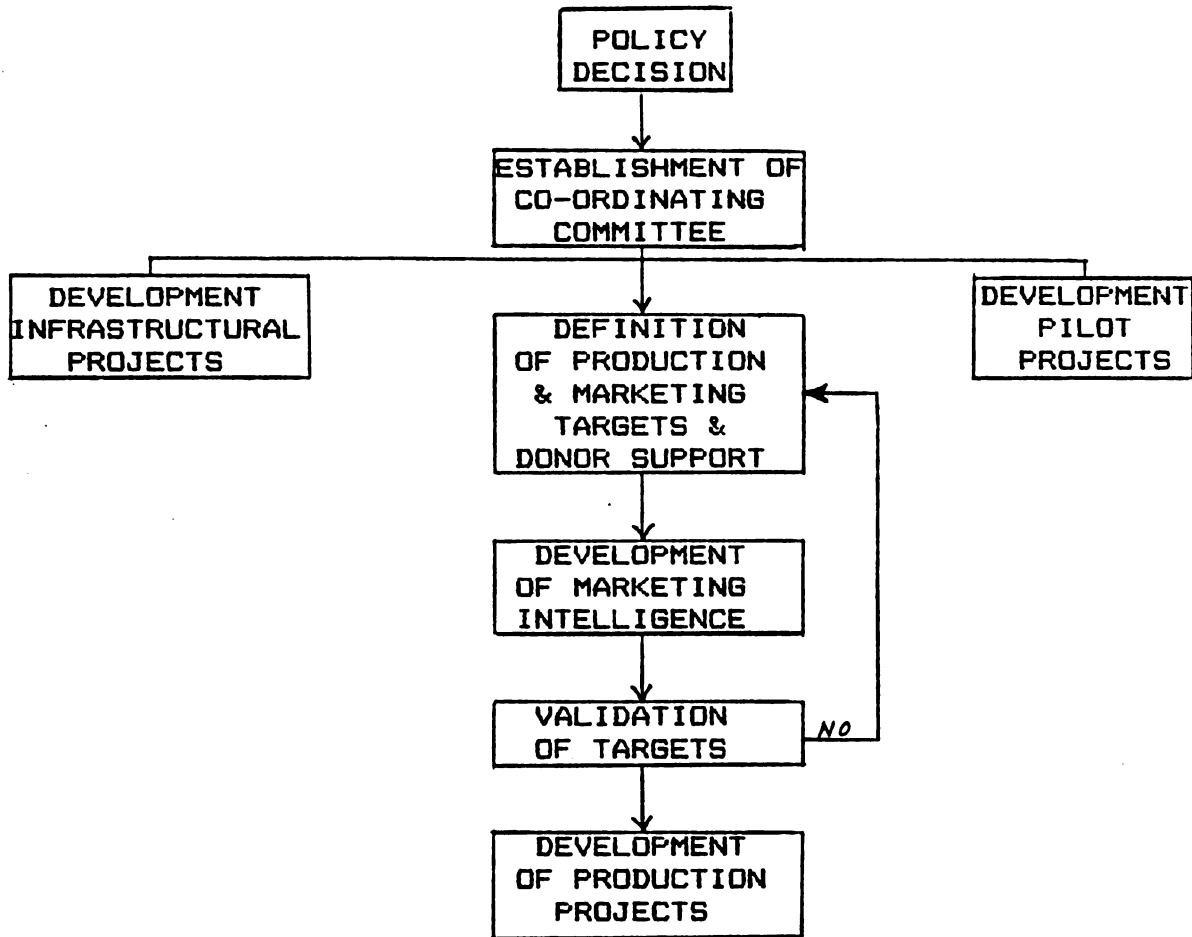 POLICY
DECISION
ESTABLISHMENT OF
CO-ORDINATING
COMMITTEE
DEVELOPMENT
INFRASTRUCTURAL
PROJECTS
DEFINITION
OF PRODUCTION
& MARKETING
TARGETS &
DONOR SUPPORT
DEVELOPMENT
PILOT
PROJECTS
DEVELOPMENT
OF MARKETING
INTELLIGENCE
VALIDATION
OF TARGETS
NO
DEVELOPMENT
OF PRODUCTION
PROJECTS